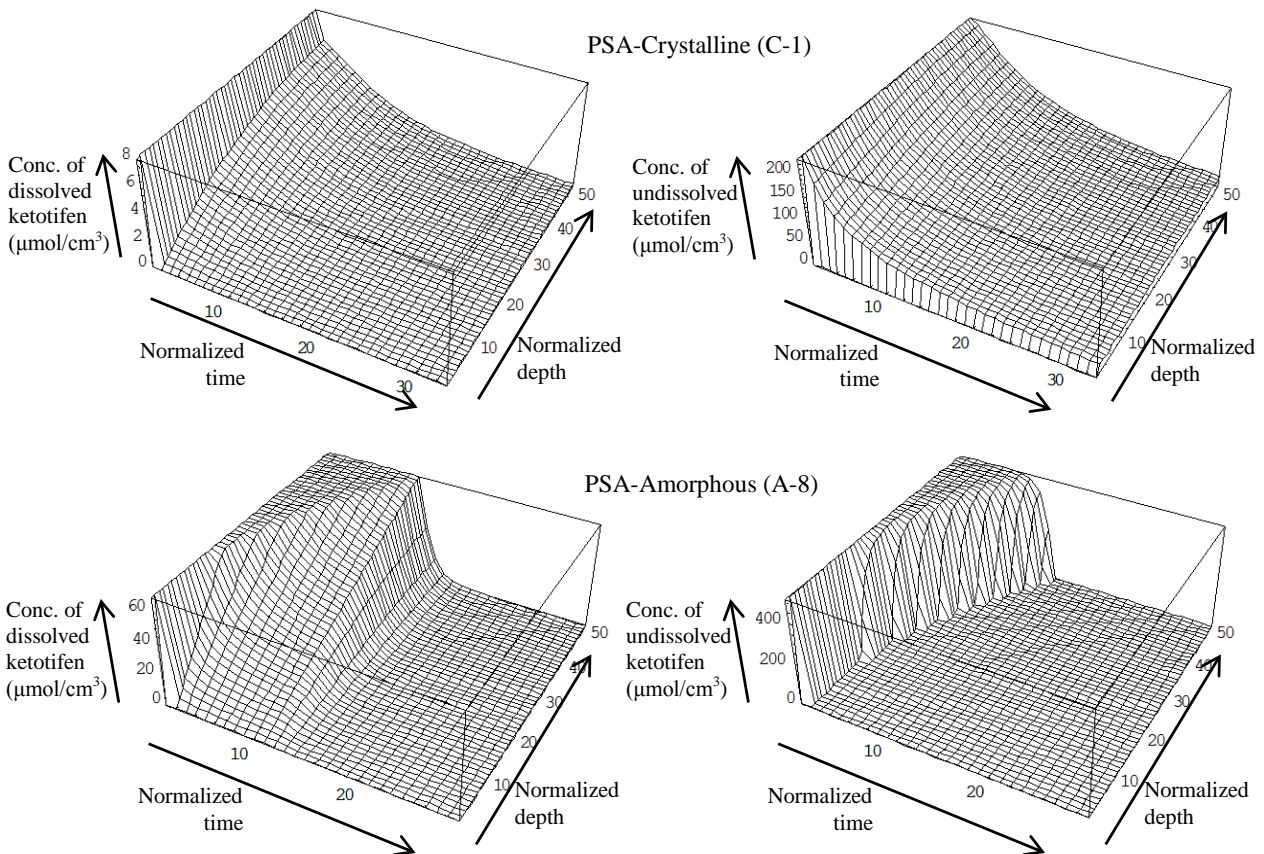 PSA-Crystalline (C-1)
Conc. of
dissolved
ketotifen
(μmol/cm³)
8
6
4
2
0
10
20
30
Normalized
time
10
20
30
40
50
Normalized
depth
Conc. of
undissolved
ketotifen
(μmol/cm³)
200
150
100
50
0
10
20
30
Normalized
time
10
20
30
40
50
Normalized
depth
PSA-Amorphous (A-8)
Conc. of
dissolved
ketotifen
(μmol/cm³)
60
40
20
0
10
20
Normalized
time
10
20
30
40
50
Normalized
depth
Conc. of
undissolved
ketotifen
(μmol/cm³)
400
200
0
10
20
Normalized
time
10
20
30
40
50
Normalized
depth